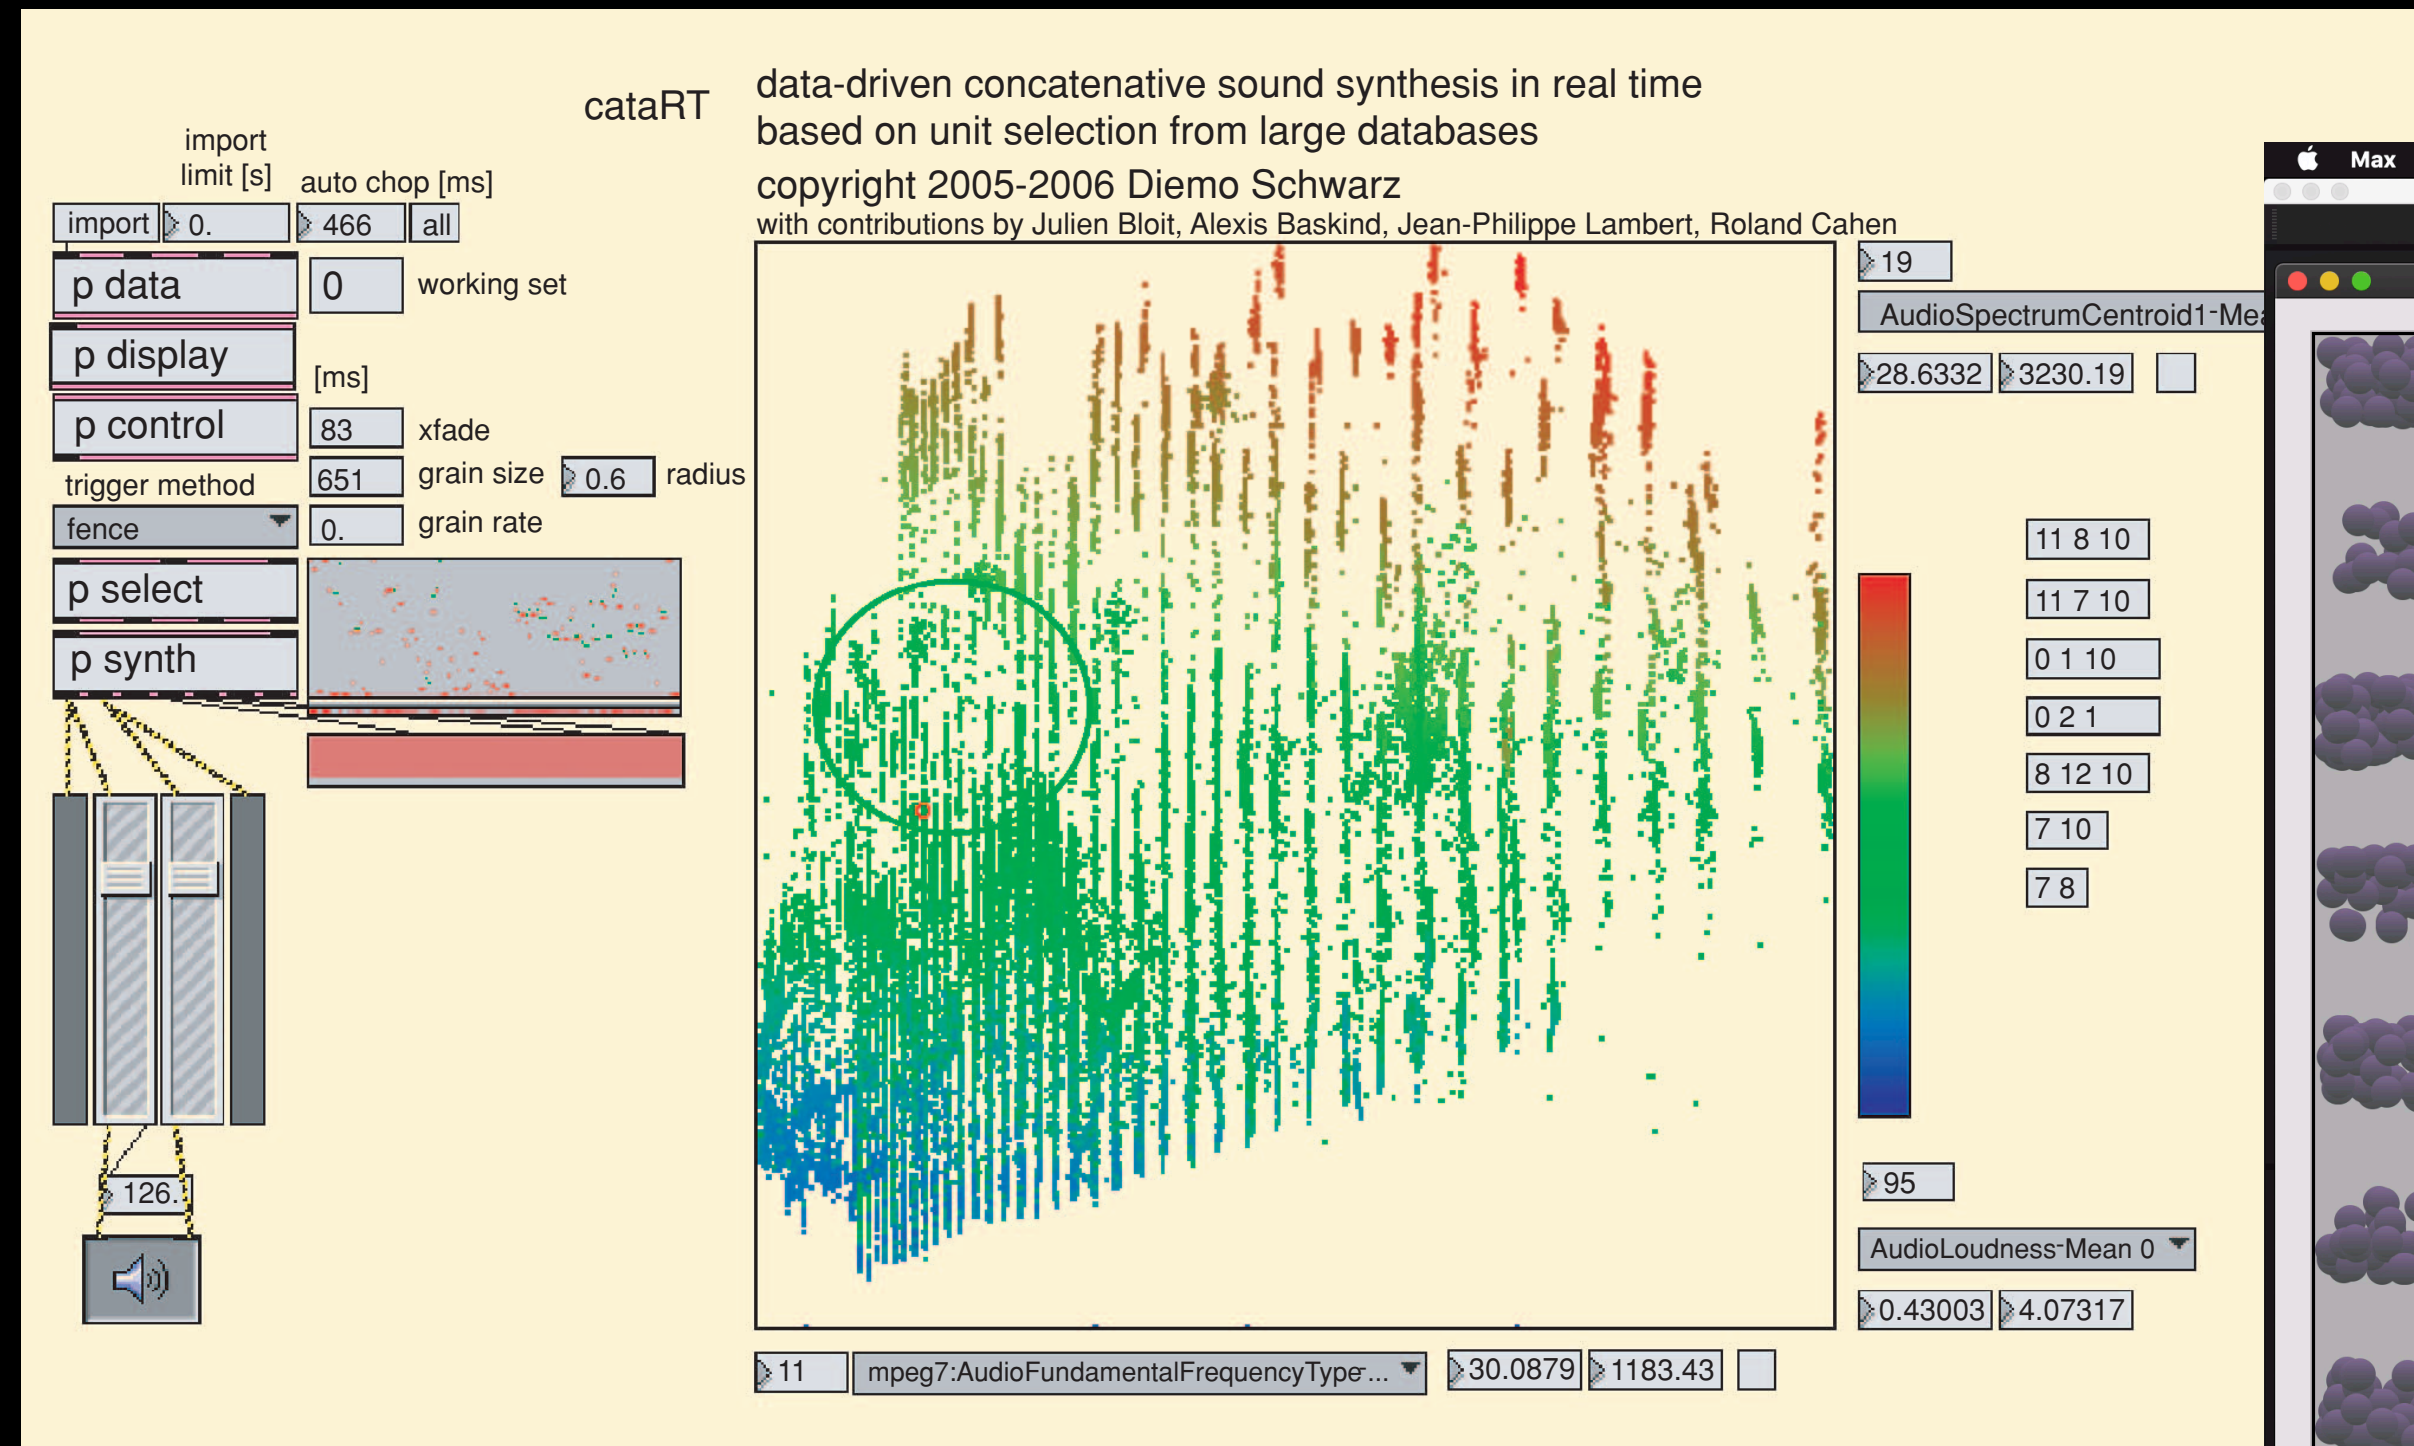 cataRT
data-driven concatenative sound synthesis in real time
based on unit selection from large databases
copyright 2005-2006 Diemo Schwarz
with contributions by Julien Bloit, Alexis Baskind, Jean-Philippe Lambert, Roland Cahen
import
limit [s]
auto chop [ms]
import
0.
466
all
p data
0
working set
p display
[ms]
p control
83
xfade
651
grain size
0.6
radius
trigger method
fence
0.
grain rate
p select
p synth
126.
19
AudioSpectrumCentroid1-Mea
28.6332
3230.19
11 8 10
11 7 10
0 1 10
0 2 1
8 12 10
7 10
7 8
95
AudioLoudness-Mean 0
0.43003
4.07317
11
mpeg7:AudioFundamentalFrequencyType-...
30.0879
1183.43
Max